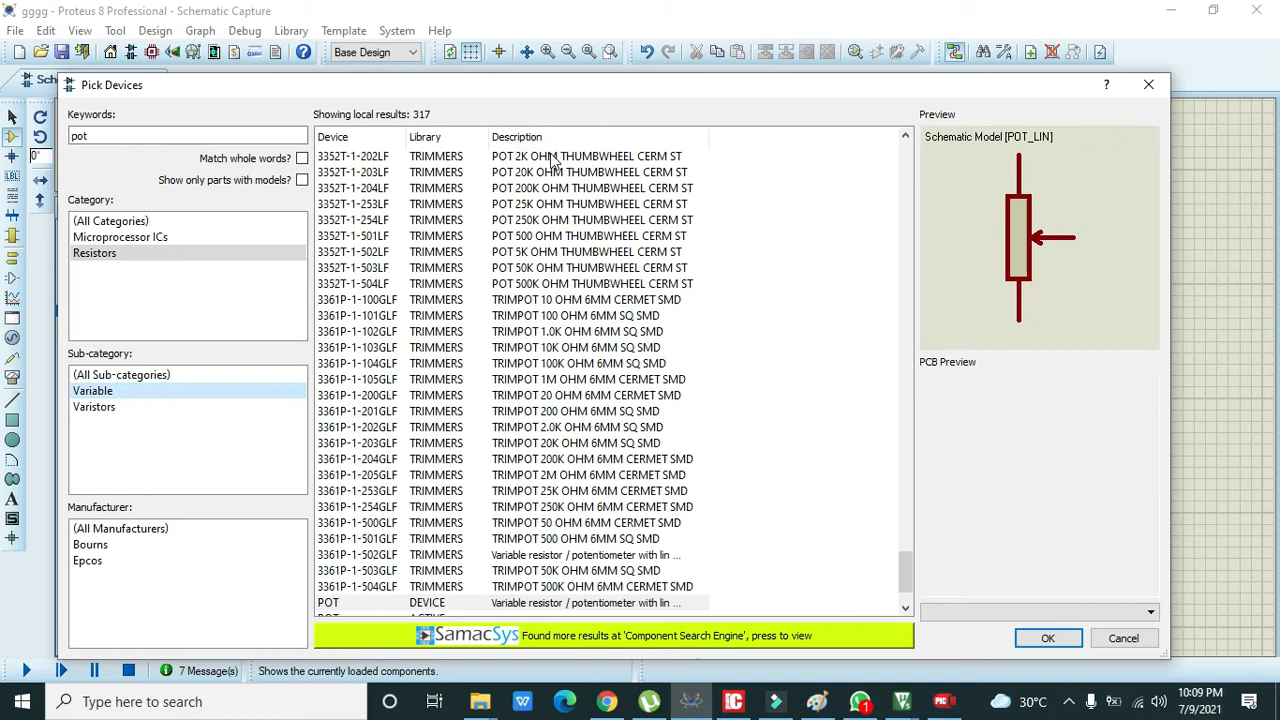 gggg - Proteus 8 Professional - Schematic Capture
File Edit View Tool Design Graph Debug Library Template System Help
Base Design
Sch
Pick Devices
?
Keywords:
pot
Match whole words?
Show only parts with models?
Category:
(All Categories)
Microprocessor ICs
Resistors
Sub-category:
(All Sub-categories)
Variable
Varistors
Manufacturer:
(All Manufacturers)
Bourns
Epcos
Showing local results: 317
Device Library Description
3352T-1-202LF TRIMMERS POT 2K OHM THUMBWHEEL CERM ST
3352T-1-203LF TRIMMERS POT 20K OHM THUMBWHEEL CERM ST
3352T-1-204LF TRIMMERS POT 200K OHM THUMBWHEEL CERM ST
3352T-1-253LF TRIMMERS POT 25K OHM THUMBWHEEL CERM ST
3352T-1-254LF TRIMMERS POT 250K OHM THUMBWHEEL CERM ST
3352T-1-501LF TRIMMERS POT 500 OHM THUMBWHEEL CERM ST
3352T-1-502LF TRIMMERS POT 5K OHM THUMBWHEEL CERM ST
3352T-1-503LF TRIMMERS POT 50K OHM THUMBWHEEL CERM ST
3352T-1-504LF TRIMMERS POT 500K OHM THUMBWHEEL CERM ST
3361P-1-100GLF TRIMMERS TRIMPOT 10 OHM 6MM CERMET SMD
3361P-1-101GLF TRIMMERS TRIMPOT 100 OHM 6MM SQ SMD
3361P-1-102GLF TRIMMERS TRIMPOT 1.0K OHM 6MM SQ SMD
3361P-1-103GLF TRIMMERS TRIMPOT 10K OHM 6MM SQ SMD
3361P-1-104GLF TRIMMERS TRIMPOT 100K OHM 6MM SQ SMD
3361P-1-105GLF TRIMMERS TRIMPOT 1M OHM 6MM CERMET SMD
3361P-1-200GLF TRIMMERS TRIMPOT 20 OHM 6MM CERMET SMD
3361P-1-201GLF TRIMMERS TRIMPOT 200 OHM 6MM SQ SMD
3361P-1-202GLF TRIMMERS TRIMPOT 2.0K OHM 6MM SQ SMD
3361P-1-203GLF TRIMMERS TRIMPOT 20K OHM 6MM SQ SMD
3361P-1-204GLF TRIMMERS TRIMPOT 200K OHM 6MM CERMET SMD
3361P-1-205GLF TRIMMERS TRIMPOT 2M OHM 6MM CERMET SMD
3361P-1-253GLF TRIMMERS TRIMPOT 25K OHM 6MM CERMET SMD
3361P-1-254GLF TRIMMERS TRIMPOT 250K OHM 6MM CERMET SMD
3361P-1-500GLF TRIMMERS TRIMPOT 50 OHM 6MM CERMET SMD
3361P-1-501GLF TRIMMERS TRIMPOT 500 OHM 6MM SQ SMD
3361P-1-502GLF TRIMMERS Variable resistor / potentiometer with lin ...
3361P-1-503GLF TRIMMERS TRIMPOT 50K OHM 6MM SQ SMD
3361P-1-504GLF TRIMMERS TRIMPOT 500K OHM 6MM CERMET SMD
POT DEVICE Variable resistor / potentiometer with lin ...
SamacSys Found more results at 'Component Search Engine', press to view
Preview
Schematic Model [POT_LIN]
PCB Preview
OK Cancel
0°
LBL
A
S
7 Message(s) Shows the currently loaded components.
Type here to search
30°C
10:09 PM
7/9/2021